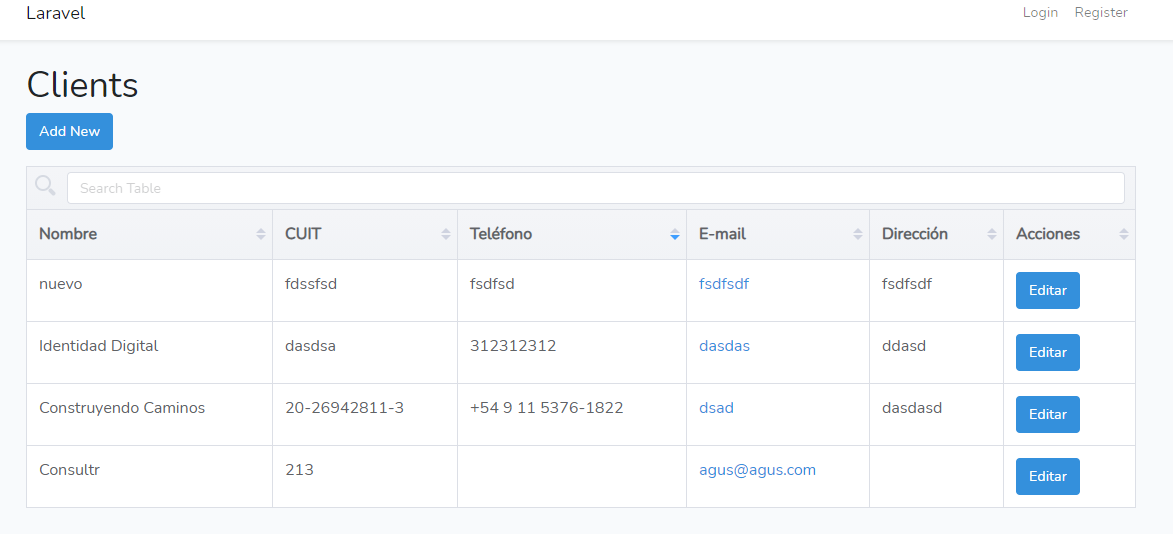 Laravel Login Register
Clients
Add New
Search Table
Nombre CUIT Teléfono E-mail Dirección Acciones
nuevo fdssfsd fsdfsd fsdfsdf fsdfsdf Editar
Identidad Digital dasdsa 312312312 dasdas ddasd Editar
Construyendo Caminos 20-26942811-3 +54 9 11 5376-1822 dsad dasdasd Editar
Consultr 213 agus@agus.com Editar